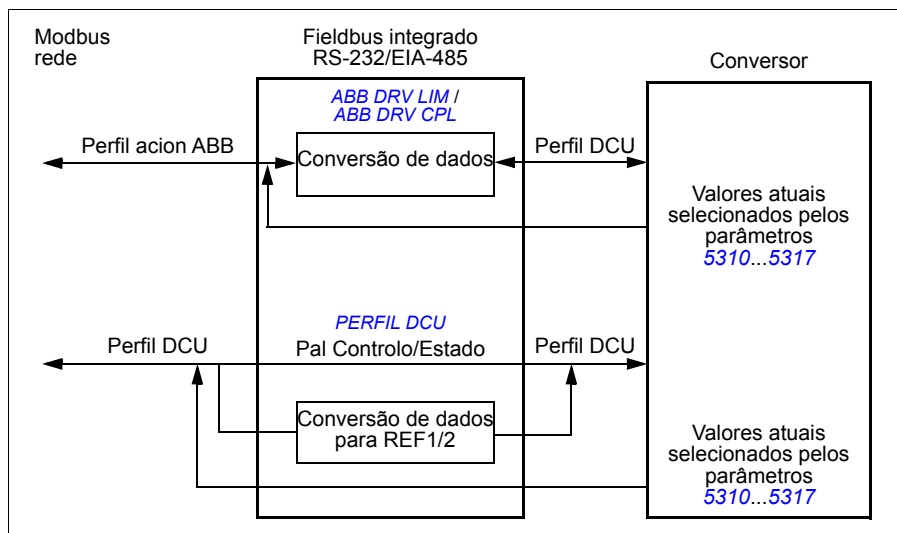 Modbus
rede
Fieldbus integrado
RS-232/EIA-485
Conversor
ABB DRV LIM /
ABB DRV CPL
Perfil acion ABB
Conversão de dados
Perfil DCU
Valores atuais
selecionados pelos
parâmetros
5310...5317
PERFIL DCU
Perfil DCU
Pal Controlo/Estado
Perfil DCU
Conversão de dados
para REF1/2
Valores atuais
selecionados pelos
parâmetros
5310...5317